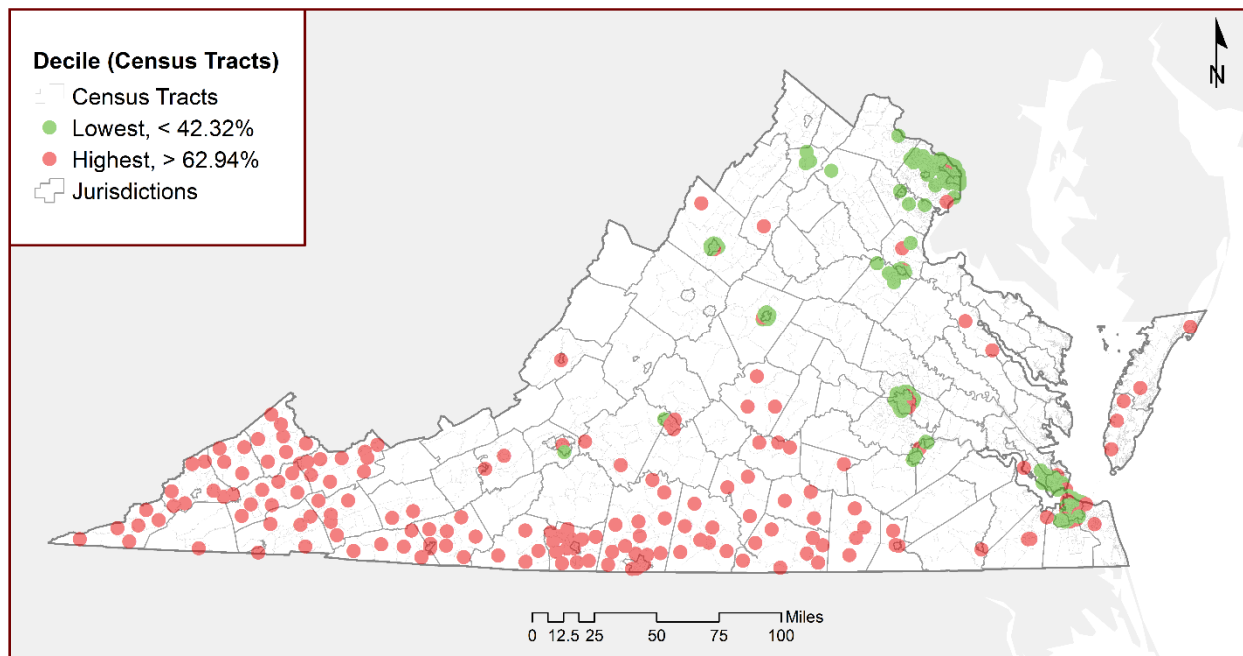 Decile (Census Tracts)
Census Tracts
Lowest, < 42.32%
Highest, > 62.94%
Jurisdictions
N
Miles
0 12.5 25 50 75 100